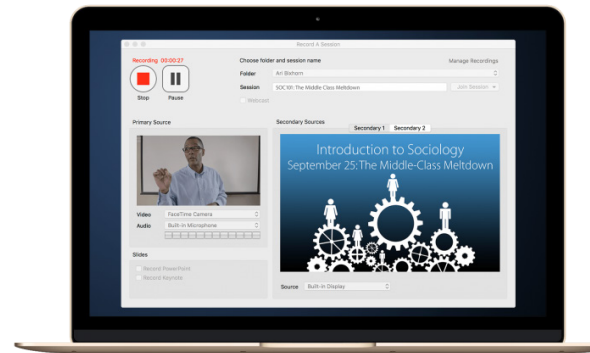 Record A Session
Recording 00:00:27
Choose folder and session name
Manage Recordings
Folder
Ari Bixhorn
Session
SOC101: The Middle Class Meltdown
Join Session
Webcast
Stop
Pause
Primary Source
Secondary Sources
Secondary 1
Secondary 2
Introduction to Sociology
September 25: The Middle-Class Meltdown
Video
FaceTime Camera
Audio
Built-in Microphone
Slides
Record PowerPoint
Record Keynote
Source
Built-in Display